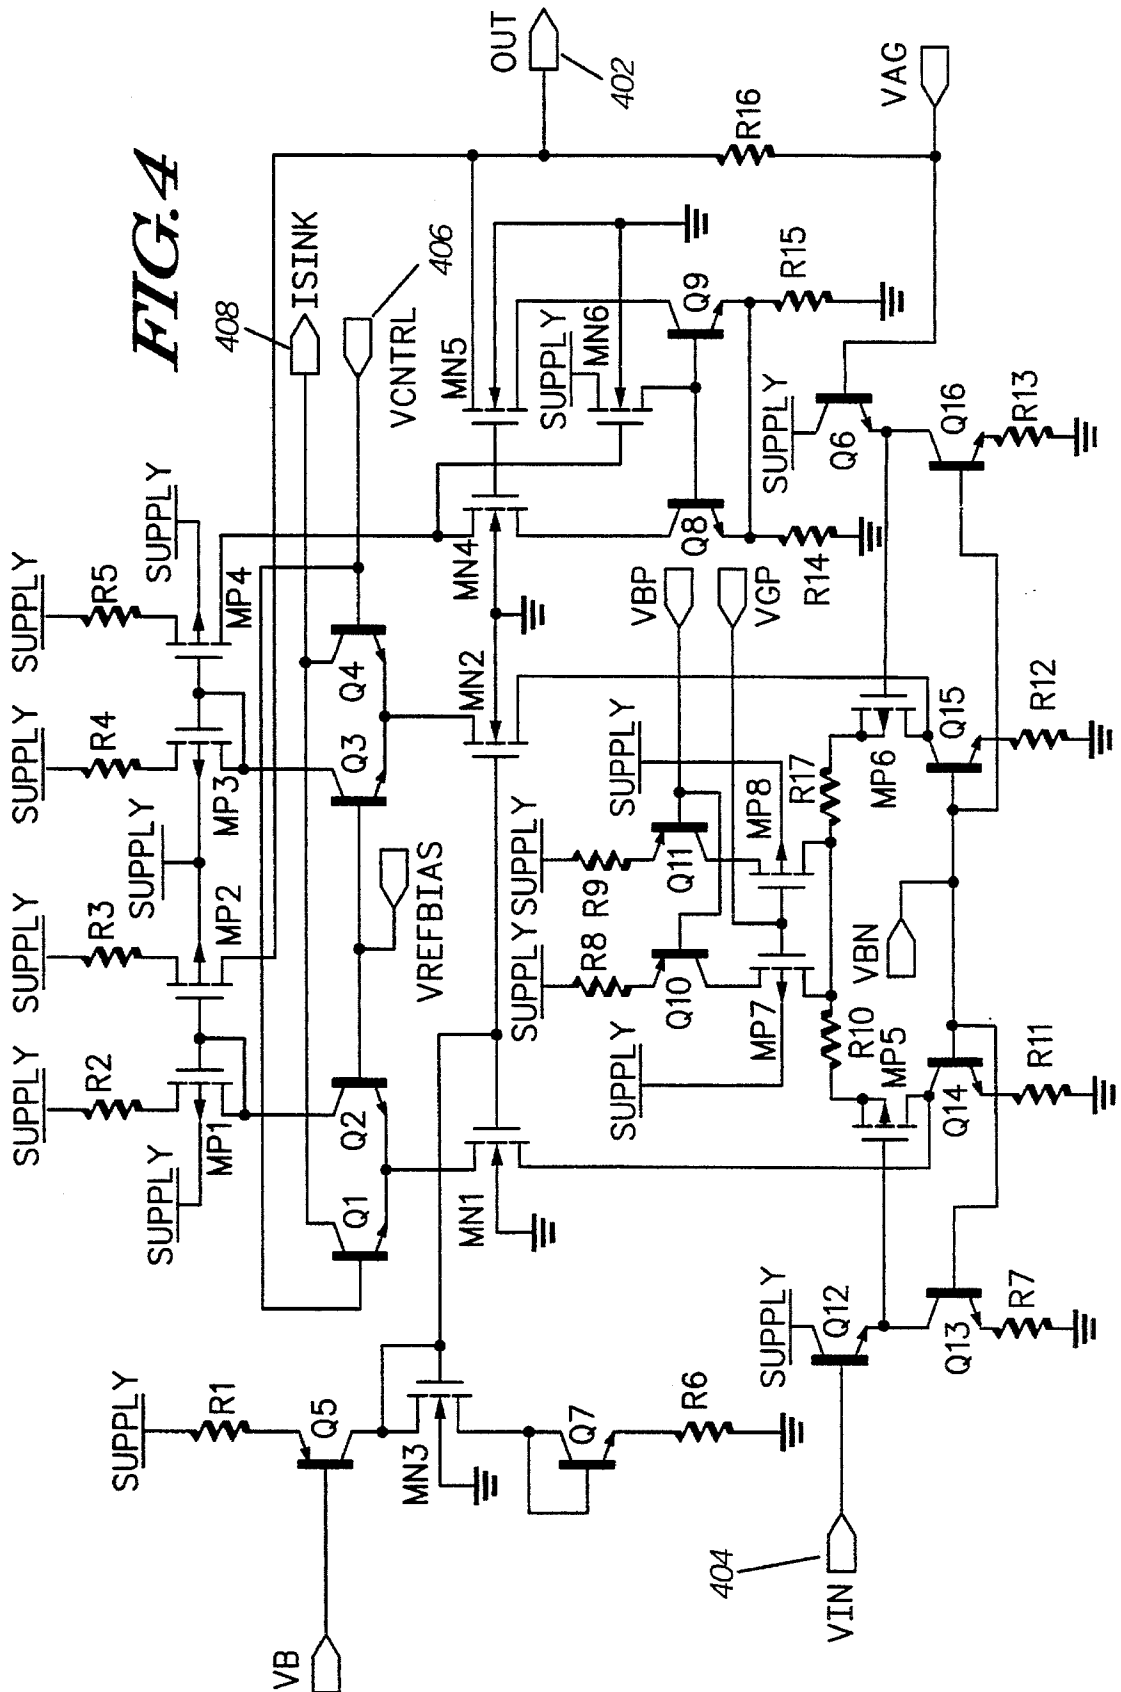 FIG.4
SUPPLY
R1
Q5
VB
MN3
Q7
R6
SUPPLY
R2
SUPPLY
MP1
SUPPLY
R3
MP2
SUPPLY
SUPPLY
R4
MP3
SUPPLY
R5
SUPPLY
MP4
408
ISINK
406
VCNTRL
Q1
Q2
Q3
Q4
VREFBIAS
MN1
MN2
MN4
MN5
SUPPLY
MN6
OUT
402
R16
VAG
Q8
Q9
R14
R15
SUPPLY
R8
SUPPLY
R9
Q10
Q11
SUPPLY
SUPPLY
MP7
MP8
VBP
VGP
R10
R17
MP5
MP6
VBN
404
VIN
SUPPLY
Q12
Q13
R7
Q14
R11
Q15
R12
SUPPLY
Q6
Q16
R13